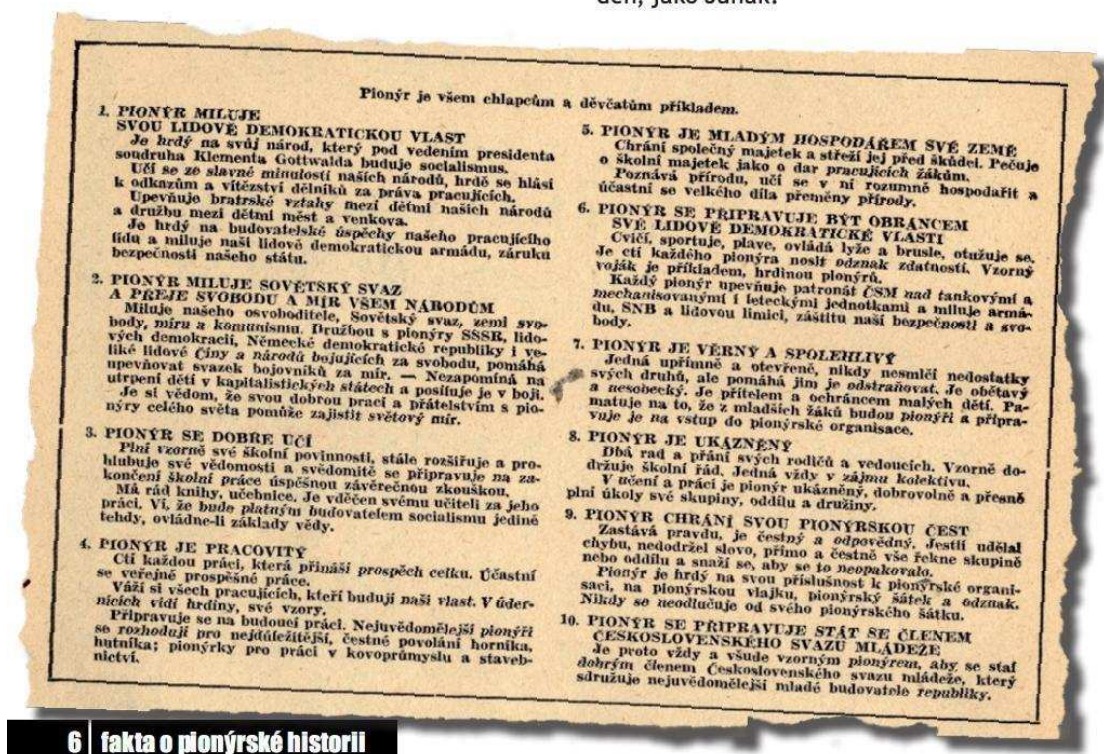 den, jako Junák.
Pionýr je všem chlapcům a děvčatům příkladem.
1. PIONÝR MILUJE
SVOU LIDOVĚ DEMOKRATICKOU VLAST
Je hrdý na svůj národ, který pod vedením presidenta
soudruha Klementa Gottwalda buduje socialismus.
Učí se ze slavné minulosti našich národů, hrdě se hlásí
k odkazům a vítězství dělníků za práva pracujících.
Upevňuje bratrské vztahy mezi dětmi našich národů
a družbu mezi dětmi měst a venkova.
Je hrdý na budovatelské úspěchy našeho pracujícího
lidu a miluje naši lidově demokratickou armádu, záruku
bezpečnosti našeho státu.
2. PIONÝR MILUJE SOVĚTSKÝ SVAZ
A PŘEJE SVOBODU A MÍR VŠEM NÁRODŮM
Miluje našeho osvoboditele, Sovětský svaz, zemi svo-
body, míru a komunismu. Družbou s pionýry SSSR, lido-
vých demokracií, Německé demokratické republiky i ve-
liké lidové Číny a národů bojujících za svobodu, pomáhá
upevňovat svazek bojovníků za mír. — Nezapomíná na
utrpení dětí v kapitalistických státech a posiluje je v boji.
Je si vědom, že svou dobrou prací a přátelstvím s pio-
nýry celého světa pomůže zajistit světový mír.
3. PIONÝR SE DOBŘE UČÍ
Plní vzorně své školní povinnosti, stále rozšiřuje a pro-
hlubuje své vědomosti a svědomitě se připravuje na za-
končení školní práce úspěšnou závěrečnou zkouškou.
Má rád knihy, učebnice. Je vděčen svému učiteli za jeho
práci. Ví, že bude platným budovatelem socialismu jedině
tehdy, ovládne-li základy vědy.
4. PIONÝR JE PRACOVITÝ
Ctí každou práci, která přináší prospěch celku. Účastní
se veřejně prospěšné práce.
Váží si všech pracujících, kteří budují naši vlast. V úder-
nících vidí hrdiny, své vzory.
Připravuje se na budoucí práci. Nejuvědomělejší pionýři
se rozhodují pro nejdůležitější, čestné povolání horníka,
hutníka; pionýrky pro práci v kovoprůmyslu a staveb-
nictví.
5. PIONÝR JE MLADÝM HOSPODÁŘEM SVÉ ZEMĚ
Chrání společný majetek a střeží jej před škůdci. Pečuje
o školní majetek jako o dar pracujících žákům.
Poznává přírodu, učí se v ní rozumně hospodařit a
účastní se velkého díla přeměny přírody.
6. PIONÝR SE PŘIPRAVUJE BÝT OBRÁNCEM
SVÉ LIDOVĚ DEMOKRATICKÉ VLASTI
Cvičí, sportuje, plave, ovládá lyže a brusle, otužuje se.
Je ctí každého pionýra nosit odznak zdatnosti. Vzorný
voják je příkladem, hrdinou pionýrů.
Každý pionýr upevňuje patronát ČSM nad tankovými a
mechanisovanými i leteckými jednotkami a miluje armá-
du, SNB a lidovou milici, záštitu naší bezpečnosti a svo-
body.
7. PIONÝR JE VĚRNÝ A SPOLEHLIVÝ
Jedná upřímně a otevřeně, nikdy nesmlčí nedostatky
svých druhů, ale pomáhá jim je odstraňovat. Je obětavý
a nesobecký. Je přítelem a ochráncem malých dětí. Pa-
matuje na to, že z mladších žáků budou pionýři a připra-
vuje je na vstup do pionýrské organisace.
8. PIONÝR JE UKÁZNĚNÝ
Dbá rad a přání svých rodičů a vedoucích. Vzorně do-
držuje školní řád. Jedná vždy v zájmu kolektivu.
V učení a práci je pionýr ukázněný, dobrovolně a přesně
plní úkoly své skupiny, oddílu a družiny.
9. PIONÝR CHRÁNÍ SVOU PIONÝRSKOU ČEST
Zastává pravdu, je čestný a odpovědný. Jestli udělal
chybu, nedodržel slovo, přímo a čestně vše řekne skupině
nebo oddílu a snaží se, aby se to neopakovalo.
Pionýr je hrdý na svou příslušnost k pionýrské organi-
saci, na pionýrskou vlajku, pionýrský šátek a odznak.
Nikdy se neodlučuje od svého pionýrského šátku.
10. PIONÝR SE PŘIPRAVUJE STÁT SE ČLENEM
ČESKOSLOVENSKÉHO SVAZU MLÁDEŽE
Je proto vždy a všude vzorným pionýrem, aby se stal
dobrým členem Československého svazu mládeže, který
sdružuje nejuvědomělejší mladé budovatele republiky.
6 fakta o pionýrské historii